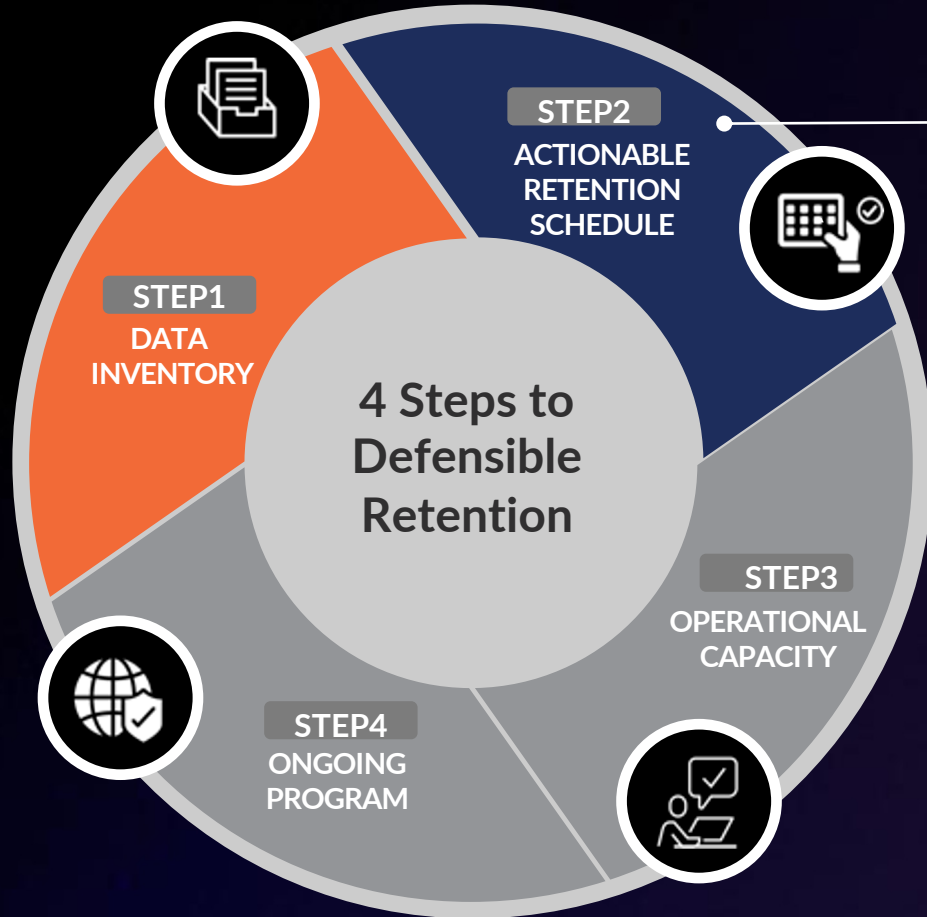 4 Steps to
Defensible
Retention
STEP1
DATA
INVENTORY
STEP2
ACTIONABLE
RETENTION
SCHEDULE
STEP3
OPERATIONAL
CAPACITY
STEP4
ONGOING
PROGRAM